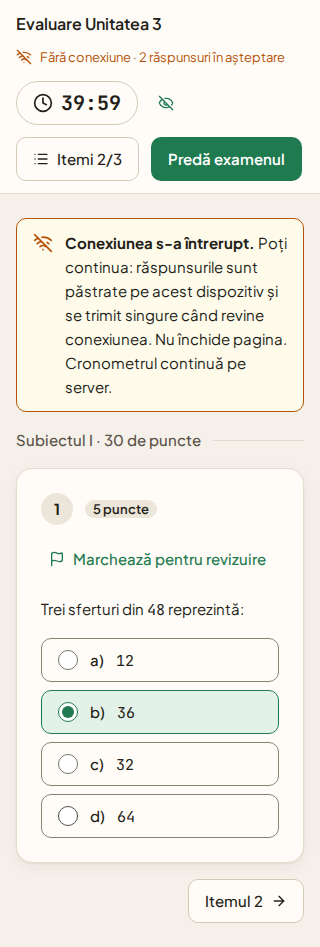 Evaluare Unitatea 3
Fără conexiune · 2 răspunsuri în așteptare
39:59
Itemi 2/3
Predă examenul
Conexiunea s-a întrerupt. Poți
continua: răspunsurile sunt
păstrate pe acest dispozitiv și
se trimit singure când revine
conexiunea. Nu închide pagina.
Cronometrul continuă pe
server.
Subiectul I · 30 de puncte
1
5 puncte
Marchează pentru revizuire
Trei sferturi din 48 reprezintă:
a) 12
b) 36
c) 32
d) 64
Itemul 2